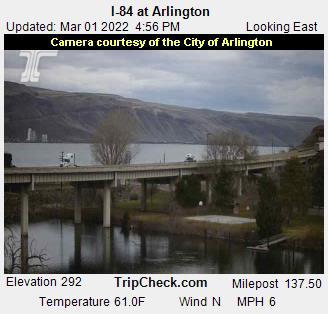 I-84 at Arlington
Updated: Mar 01 2022 4:56 PM Looking East
Camera courtesy of the City of Arlington
Elevation 292 TripCheck.com Milepost 137.50
Temperature 61.0F Wind N MPH 6